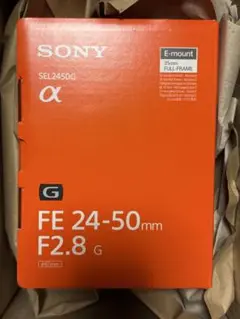 SONY
E-mount
35mm
FULL-FRAME
SEL2450G
α
G
FE 24-50mm
F2.8 G